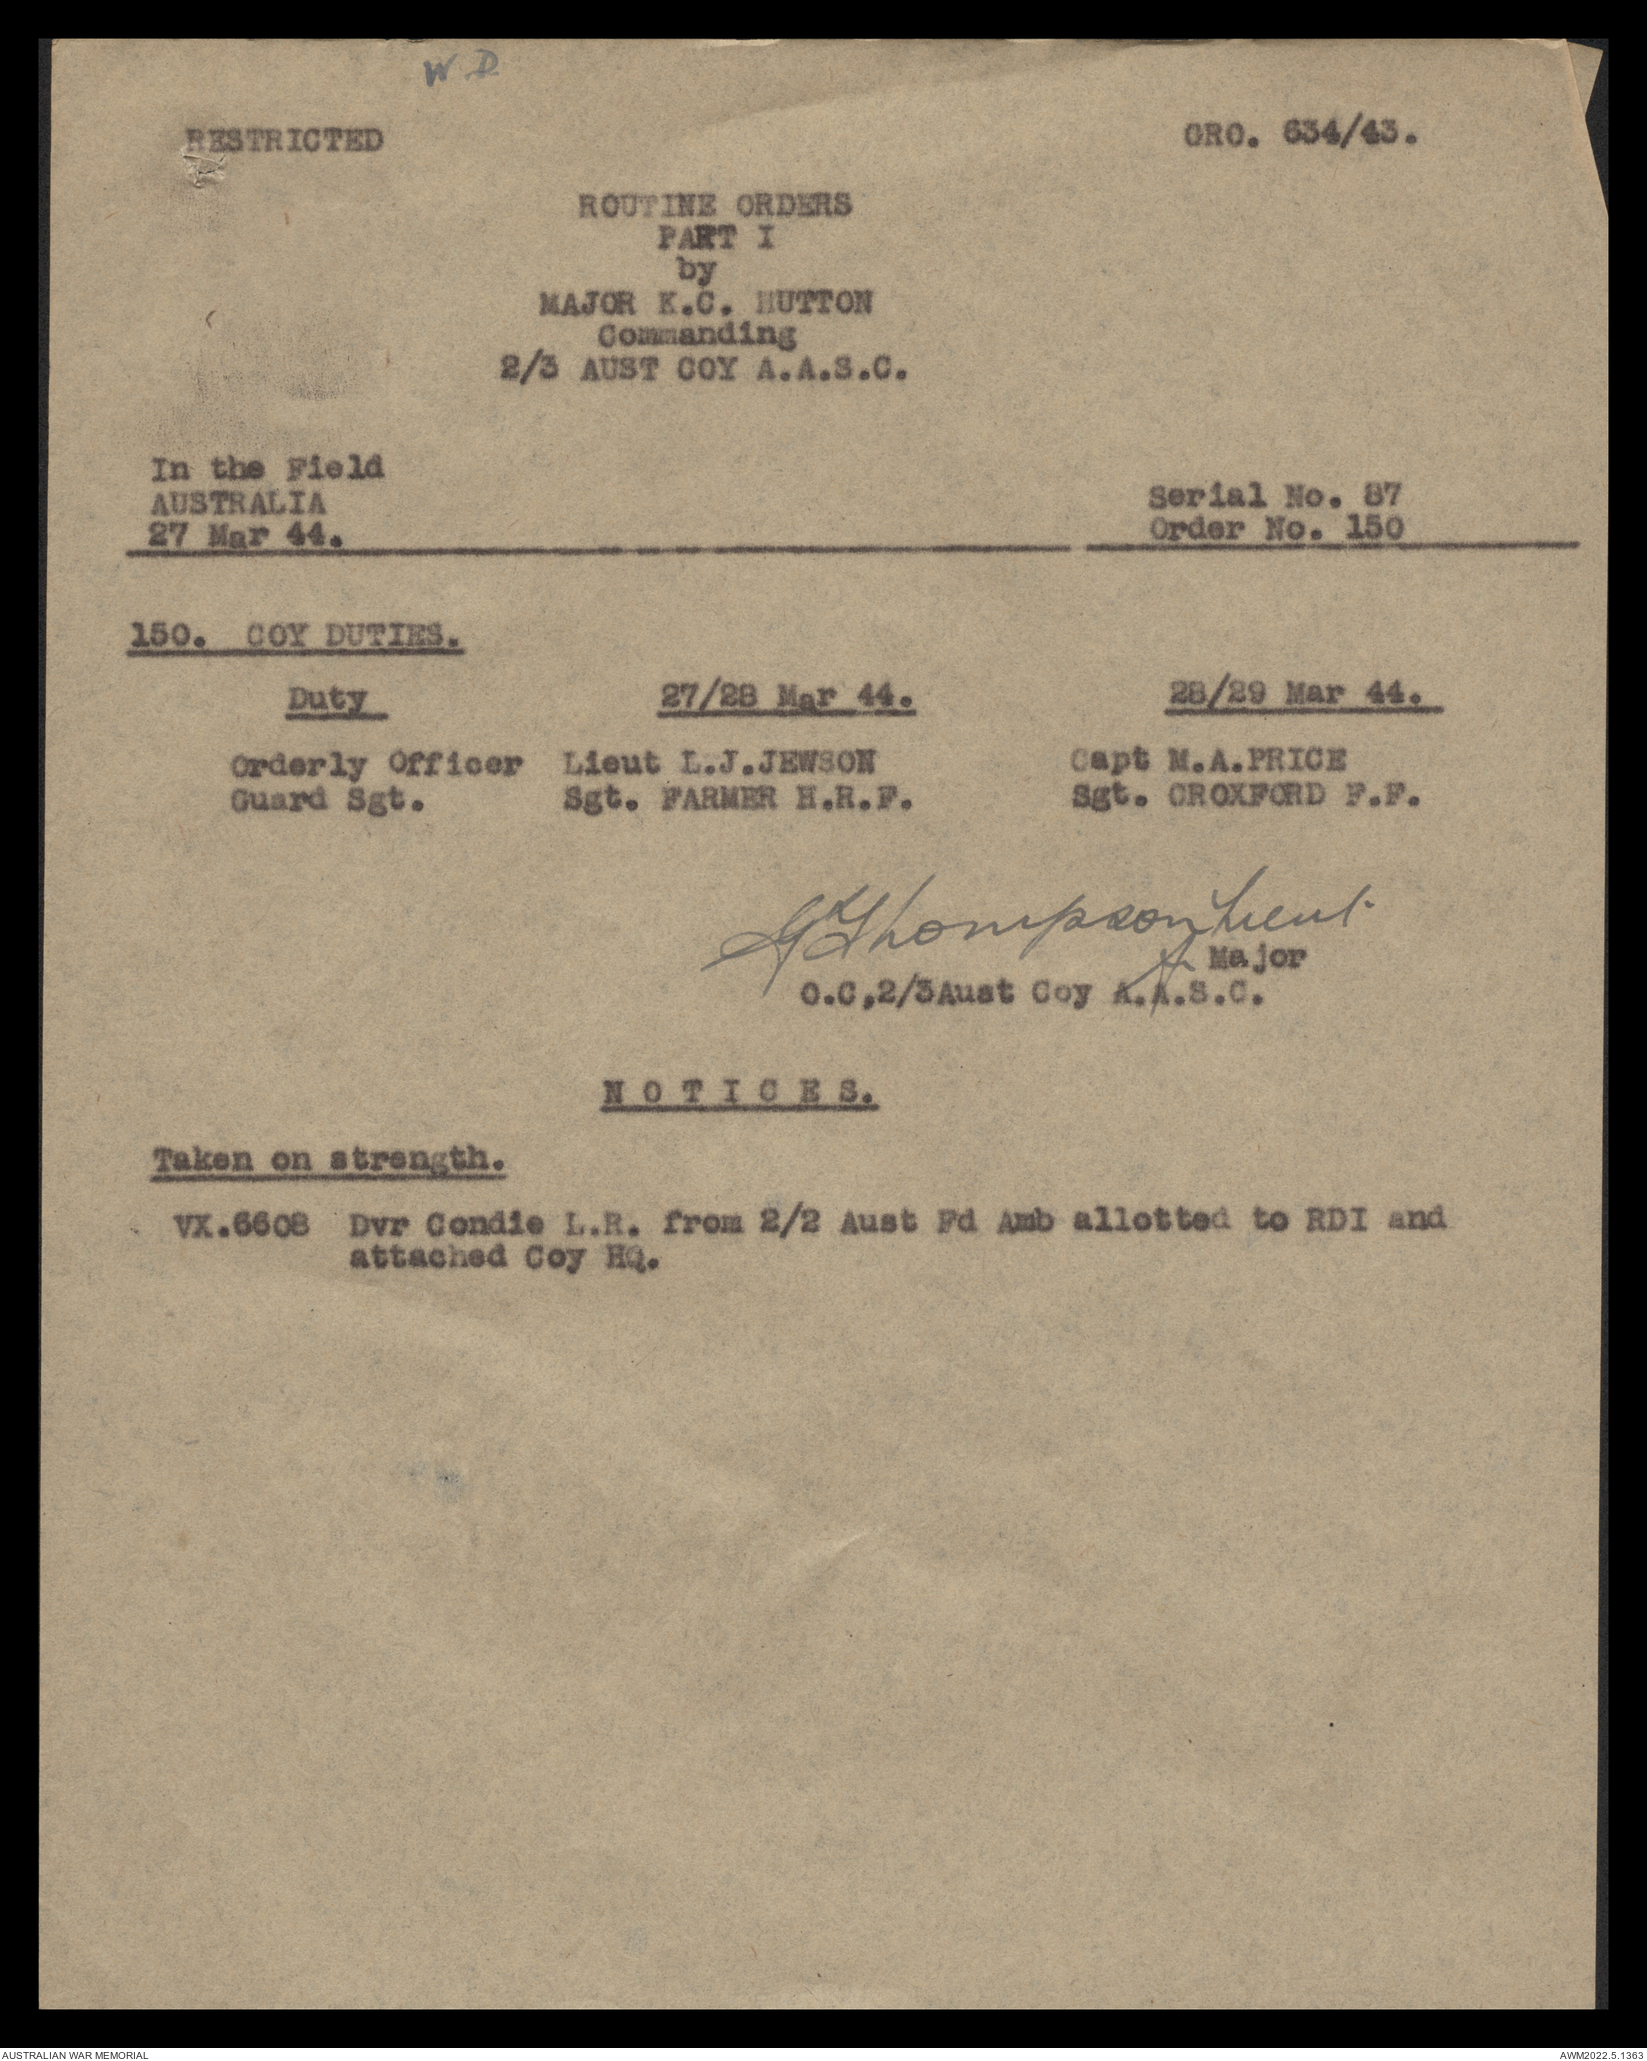 W.D.
RESTRICTED GRO. 634/43.
ROUTINE ORDERS
PART I
by
MAJOR K.C. HUTTON
Commanding
2/3 AUST COY A.A.S.C.
In the Field
AUSTRALIA Serial No. 87
27 Mar 44. Order No. 150
150. COY DUTIES.
Duty 27/28 Mar 44. 28/29 Mar 44.
Orderly Officer Lieut L.J.JEWSON Capt M.A.PRICE
Guard Sgt. Sgt. FARMER H.R.F. Sgt. CROXFORD F.F.
Thompson Lieut.
Major
O.C,2/3Aust Coy A.A.S.C.
N O T I C E S.
Taken on strength.
VX.6608 Dvr Condie L.R. from 2/2 Aust Fd Amb allotted to RDI and
attached Coy HQ.
AUSTRALIAN WAR MEMORIAL AWM2022.5.1363